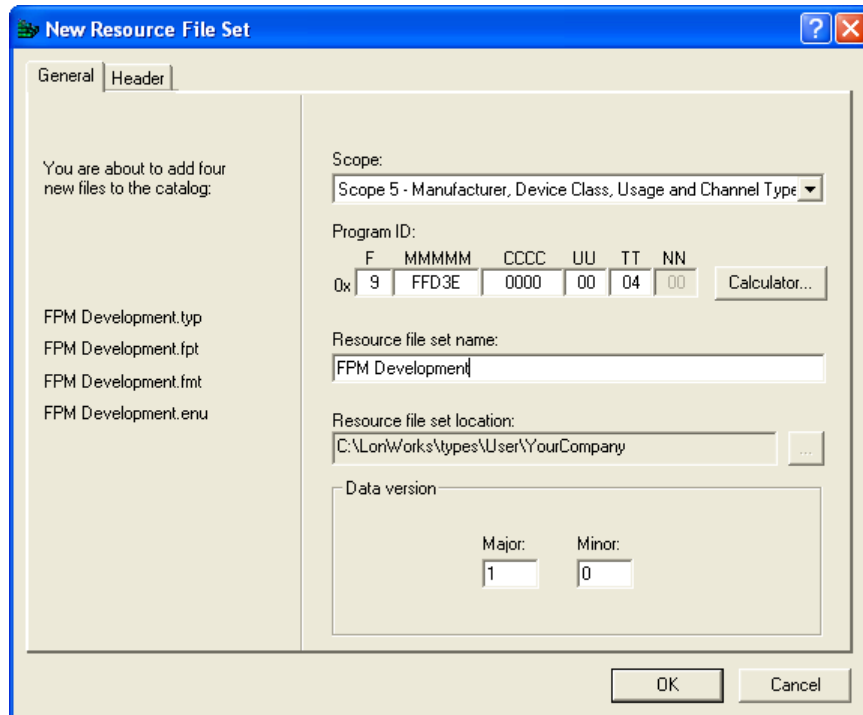 New Resource File Set
General Header
You are about to add four
new files to the catalog:
FPM Development.typ
FPM Development.fpt
FPM Development.fmt
FPM Development.enu
Scope:
Scope 5 - Manufacturer, Device Class, Usage and Channel Type
Program ID:
F MMMMM CCCC UU TT NN
0x 9 FFD3E 0000 00 04 00 Calculator...
Resource file set name:
FPM Development
Resource file set location:
C:\LonWorks\types\User\YourCompany ...
Data version
Major: Minor:
1 0
OK Cancel